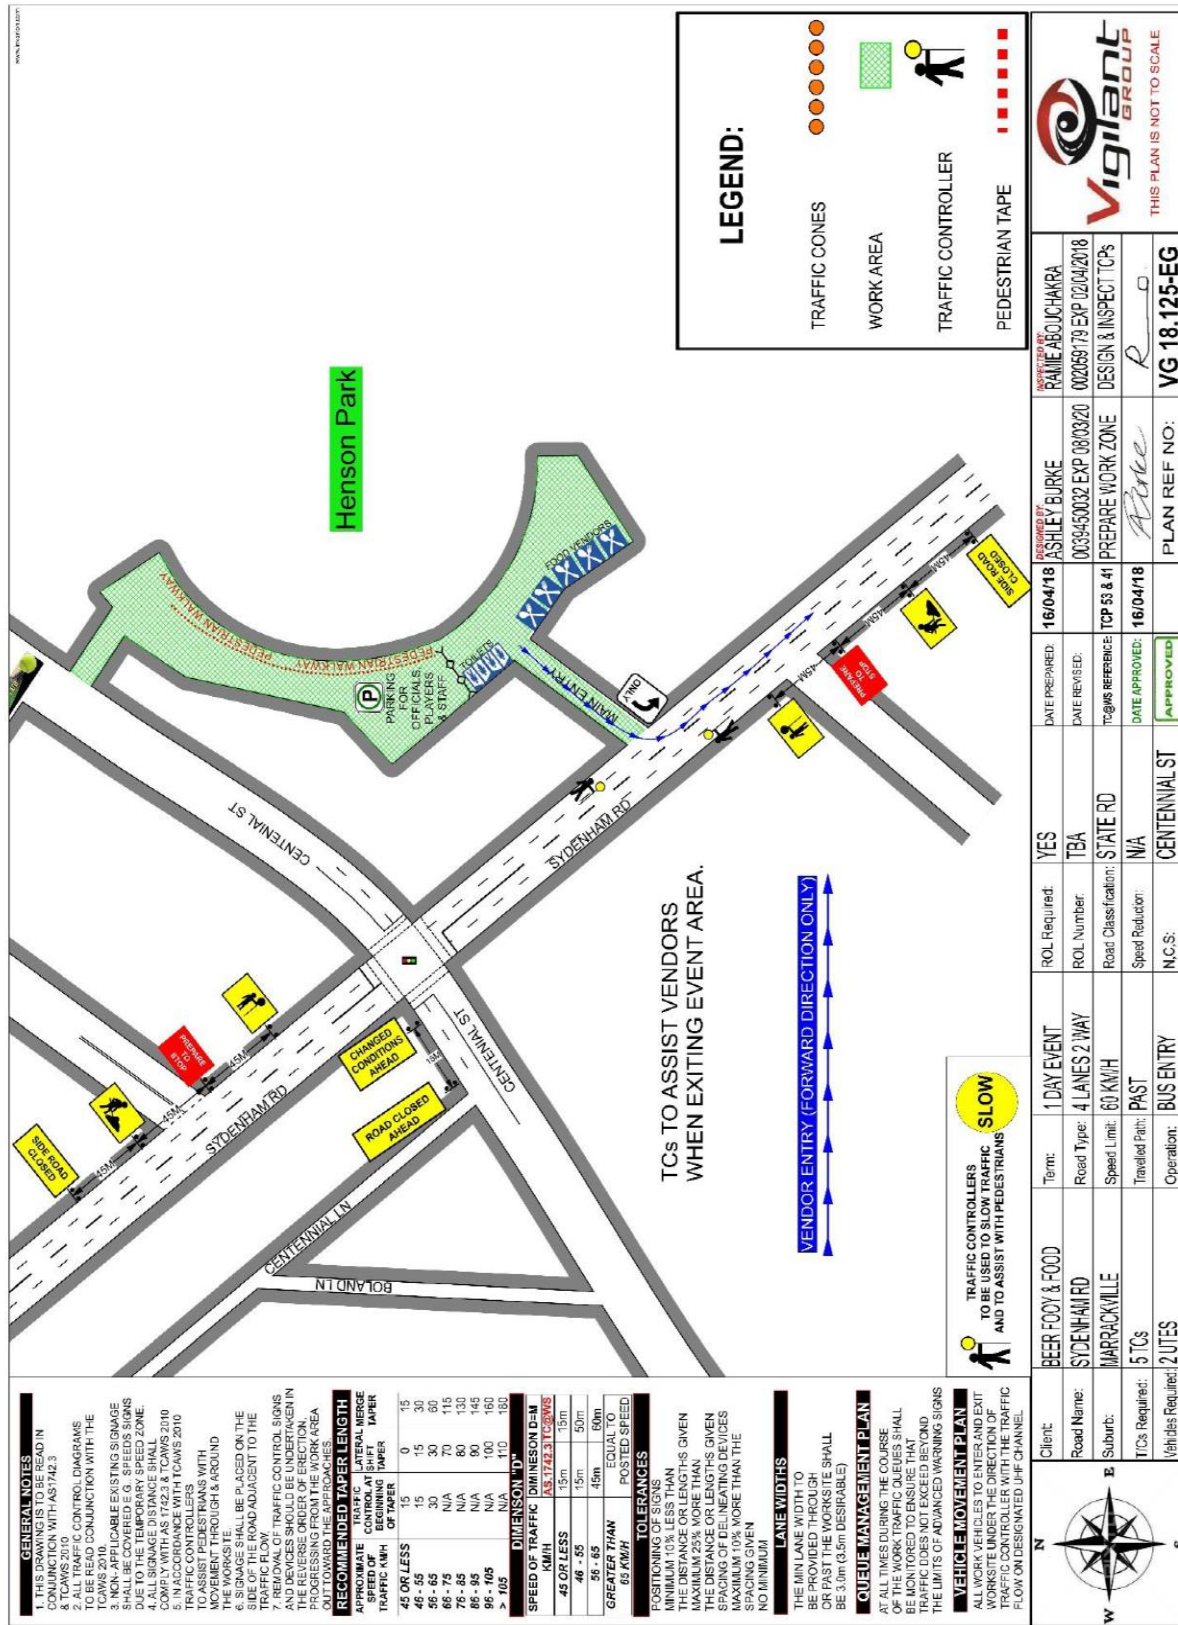 GENERAL NOTES
1. THIS DRAWING IS TO BE READ IN
CONJUNCTION WITH AS1742.3
& TCAWS 2010
2. ALL TRAFFIC CONTROL DIAGRAMS
TO BE READ CONJUNCTION WITH THE
TCAWS 2010.
3. NON- APPLICABLE EXISTING SIGNAGE
SHALL BE COVERED E.G. SPEEDS SIGNS
DUE TO THE TEMPORARY SPEED ZONE.
4. ALL SIGNAGE DISTANCE SHALL
COMPLY WITH AS 1742.3 & TCAWS 2010
5. IN ACCORDANCE WITH TCAWS 2010
TRAFFIC CONTROLLERS
TO ASSIST PEDESTRIANS WITH
MOVEMENT THROUGH & AROUND
THE WORKSITE.
6. SIGNAGE SHALL BE PLACED ON THE
SIDE OF THE ROAD ADJACENT TO THE
TRAFFIC FLOW.
7. REMOVAL OF TRAFFIC CONTROL SIGNS
AND DEVICES SHOULD BE UNDERTAKEN IN
THE REVERSE ORDER OF ERECTION,
PROGRESSING FROM THE WORK AREA
OUT TOWARD THE APPROACHES.
RECOMMENDED TAPER LENGTH
APPROXIMATE SPEED OF TRAFFIC KM/H TRAFFIC CONTROL AT BEGINNING OF TAPER LATERAL SHIFT TAPER MERGE TAPER
45 OR LESS 15 0 15
46 - 55 15 15 30
56 - 65 30 30 60
66 - 75 N/A 70 115
76 - 85 N/A 80 130
86 - 95 N/A 90 145
96 - 105 N/A 100 160
> 105 N/A 110 180
DIMENSON "D"
SPEED OF TRAFFIC KM/H DIMINESON D=M
AS.1742.3 TC@WS
45 OR LESS 15m 15m
46 - 55 15m 50m
56 - 65 45m 60m
GREATER THAN 65 KM/H EQUAL TO POSTED SPEED
TOLERANCES
POSITIONING OF SIGNS
MINIMUM 10% LESS THAN
THE DISTANCE OR LENGTHS GIVEN
MAXIMUM 25% MORE THAN
THE DISTANCE OR LENGTHS GIVEN
SPACING OF DELINEATING DEVICES
MAXIMUM 10% MORE THAN THE
SPACING GIVEN
NO MINIMUM
LANE WIDTHS
THE MIN LANE WIDTH TO
BE PROVIDED THROUGH
OR PAST THE WORKSITE SHALL
BE 3.0m (3.5m DESIRABLE)
QUEUE MANAGEMENT PLAN
AT ALL TIMES DURING THE COURSE
OF THE WORK TRAFFIC QUEUES SHALL
BE MONITORED TO ENSURE THAT
TRAFFIC DOES NOT EXCEED BEYOND
THE LIMITS OF ADVANCED WARNING SIGNS
VEHICLE MOVEMENT PLAN
ALL WORK VEHICLES TO ENTER AND EXIT
WORKSITE UNDER THE DIRECTION OF
TRAFFIC CONTROLLER WITH THE TRAFFIC
FLOW ON DESIGNATED UHF CHANNEL
SIDE ROAD
CLOSED
45M
45M
PREPARE
TO
STOP
45M
SYDENHAM RD
CENTENIAL ST
CHANGED
CONDITIONS
AHEAD
15M
ROAD CLOSED
AHEAD
CENTENIAL ST
CENTENNIAL LN
BOLAND LN
PEDESTRIAN WALKWAY
PEDESTRIAN WALKWAY
P
PARKING
FOR
OFFICIALS
PLAYERS
& STAFF
TOILETS
FOOD VENDORS
MAIN ENTRY
ONLY
Henson Park
SYDENHAM RD
45M
PREPARE
TO
STOP
45M
45M
SIDE ROAD
CLOSED
TCs TO ASSIST VENDORS
WHEN EXITING EVENT AREA.
VENDOR ENTRY (FORWARD DIRECTION ONLY)
TRAFFIC CONTROLLERS
TO BE USED TO SLOW TRAFFIC
AND TO ASSIST WITH PEDESTRIANS
SLOW
LEGEND:
TRAFFIC CONES
WORK AREA
TRAFFIC CONTROLLER
PEDESTRIAN TAPE
N
W
E
S
Client: BEER FOOY & FOOD
Road Name: SYDENHAM RD
Suburb: MARRACKVILLE
T/Cs Required: 5 TCs
Vehicles Required: 2 UTES
Term: 1 DAY EVENT
Road Type: 4 LANES 2 WAY
Speed Limit: 60 KM/H
Travelled Path: PAST
Operation: BUS ENTRY
ROL Required: YES
ROL Number: TBA
Road Classification: STATE RD
Speed Reduction: N/A
N.C.S: CENTENNIAL ST
DATE PREPARED: 16/04/18
DATE REVISED:
TC@WS REFERENCE: TCP 53 & 41
DATE APPROVED: 16/04/18
APPROVED
DESIGNED BY:
ASHLEY BURKE
0039450032 EXP 08/03/20
PREPARE WORK ZONE
PLAN REF NO:
INSPECTED BY:
RAMIE ABOUCHAKRA
002059179 EXP 02/04/2018
DESIGN & INSPECT TCPs
VG 18.125-EG
Vigilant
GROUP
THIS PLAN IS NOT TO SCALE